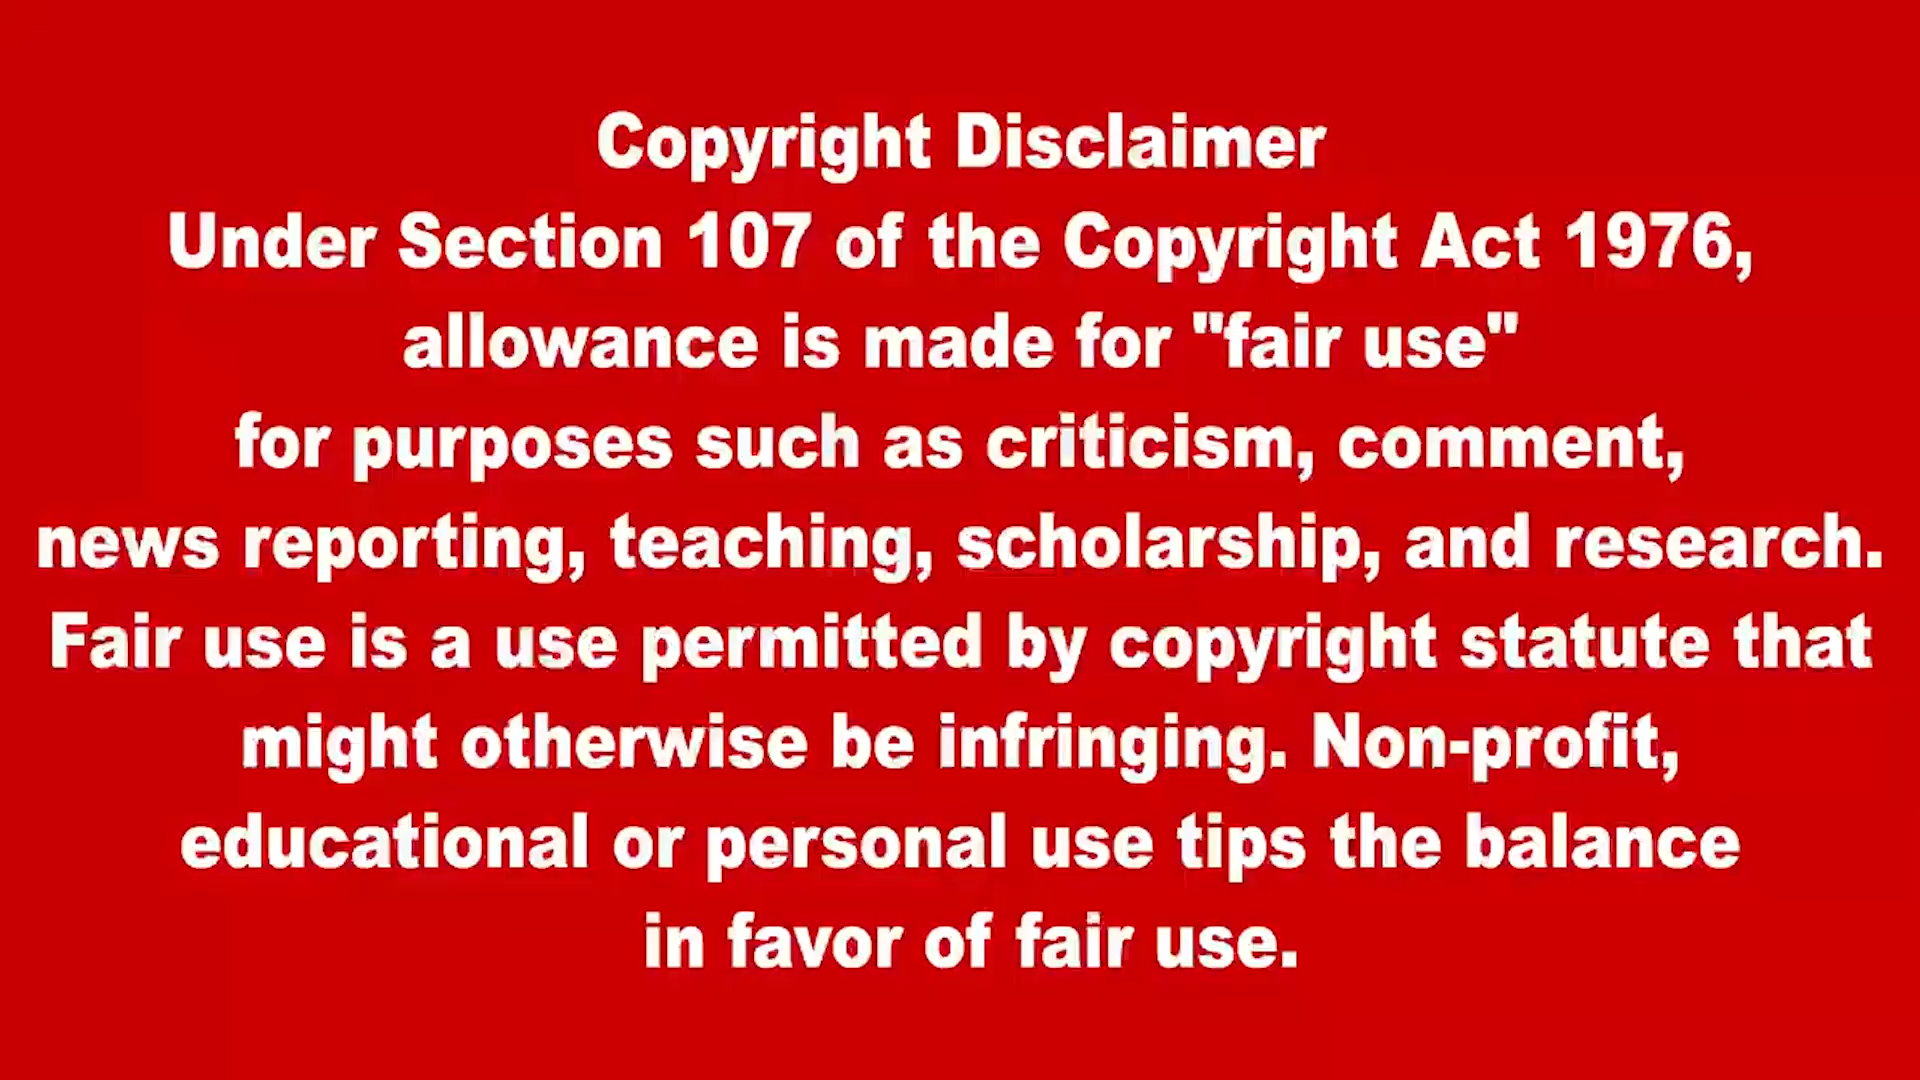 Copyright Disclaimer
Under Section 107 of the Copyright Act 1976,
allowance is made for "fair use"
for purposes such as criticism, comment,
news reporting, teaching, scholarship, and research.
Fair use is a use permitted by copyright statute that
might otherwise be infringing. Non-profit,
educational or personal use tips the balance
in favor of fair use.